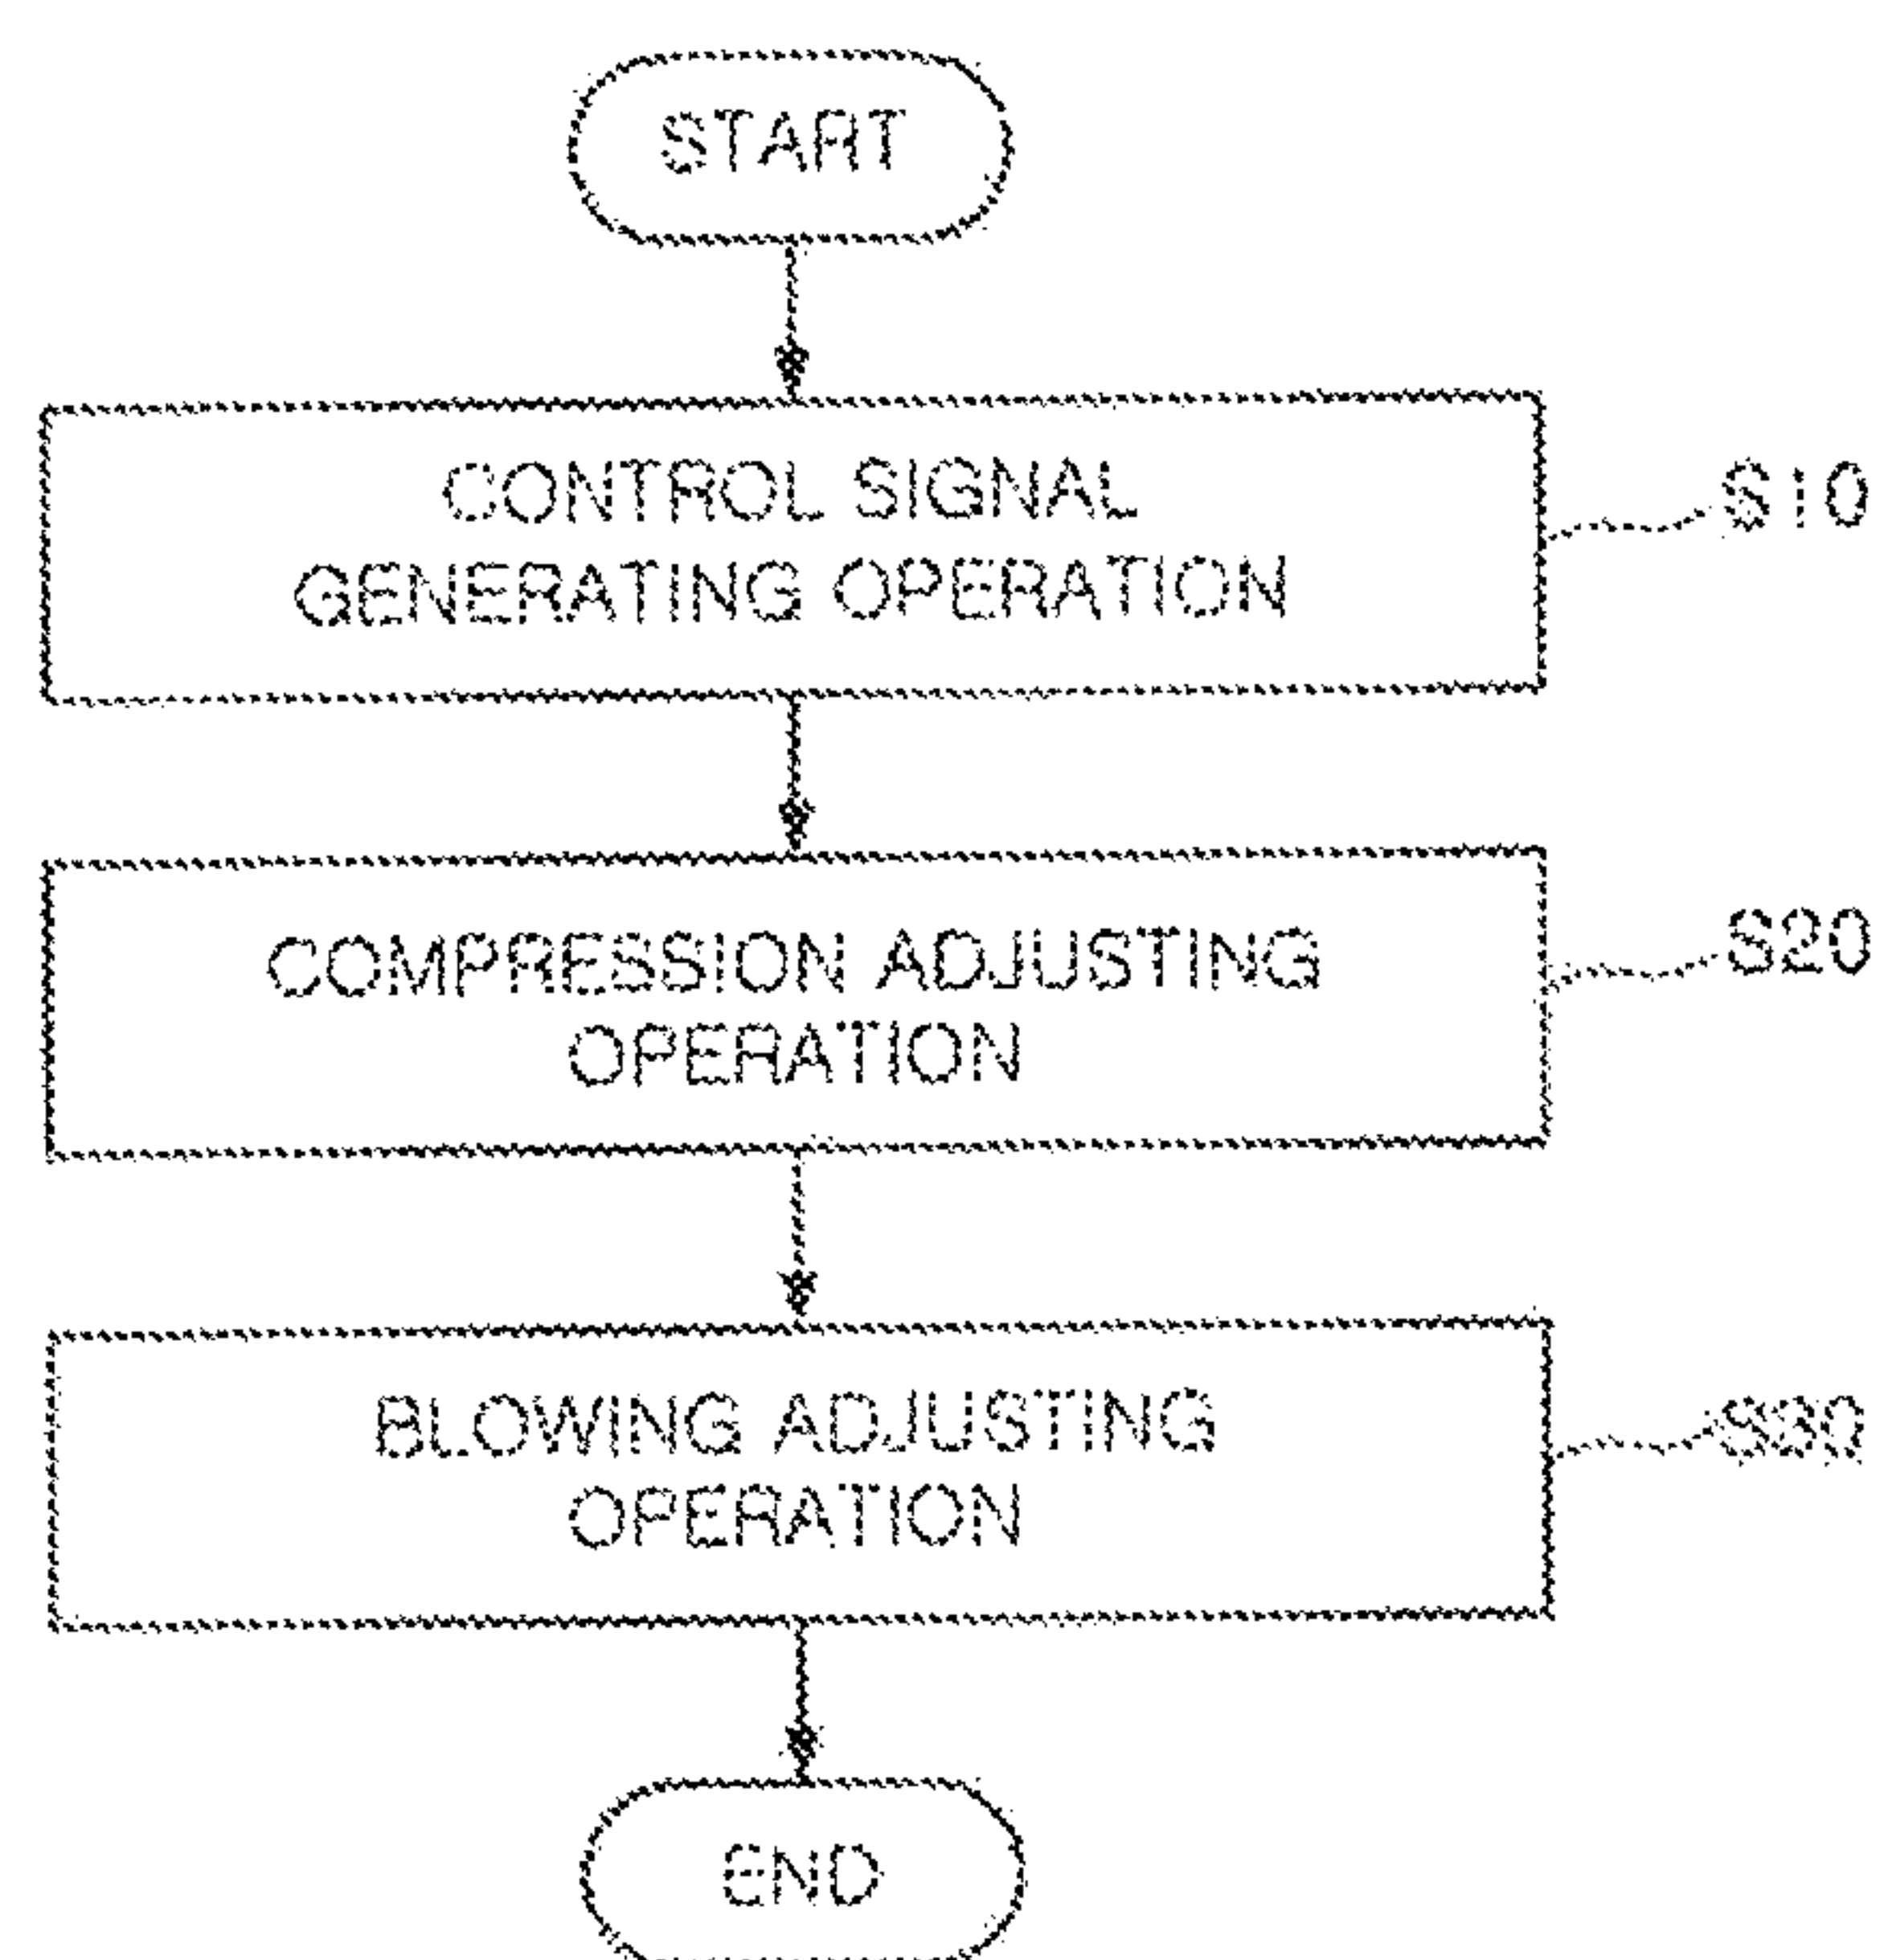 START
CONTROL SIGNAL
GENERATING OPERATION
S10
COMPRESSION ADJUSTING
OPERATION
S20
BLOWING ADJUSTING
OPERATION
S30
END